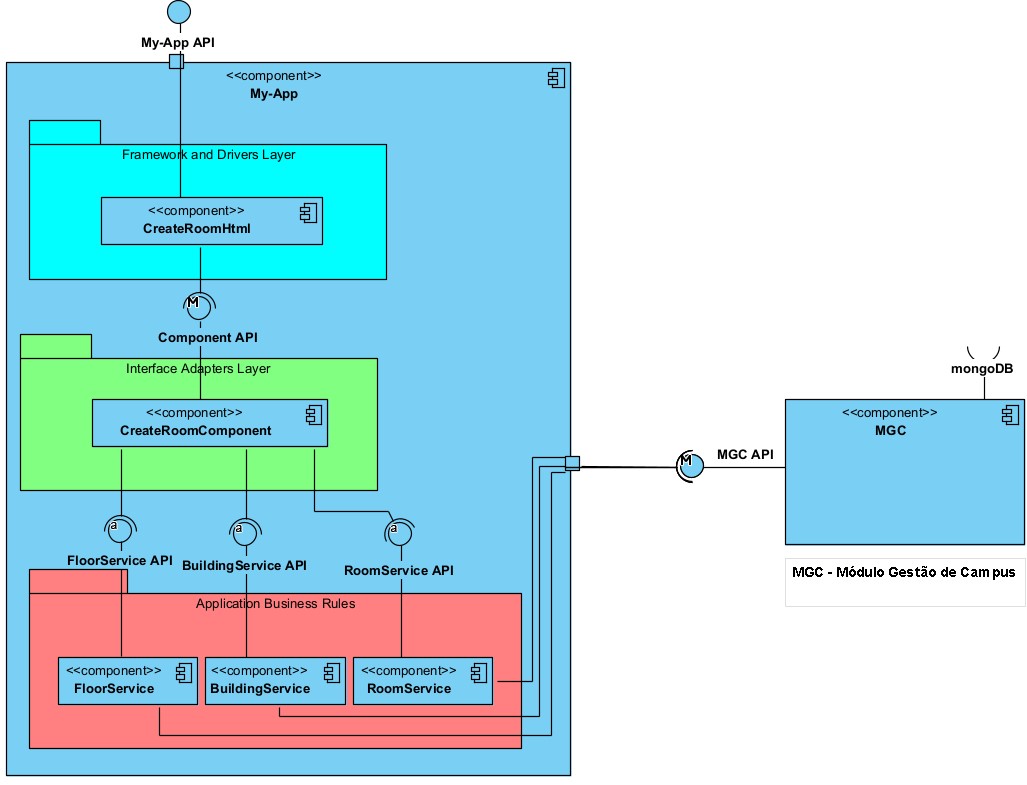 My-App API
<<component>>
My-App
Framework and Drivers Layer
<<component>>
CreateRoomHtml
M
Component API
Interface Adapters Layer
<<component>>
CreateRoomComponent
a
a
a
FloorService API
BuildingService API
RoomService API
Application Business Rules
<<component>>
FloorService
<<component>>
BuildingService
<<component>>
RoomService
M
MGC API
mongoDB
<<component>>
MGC
MGC - Módulo Gestão de Campus